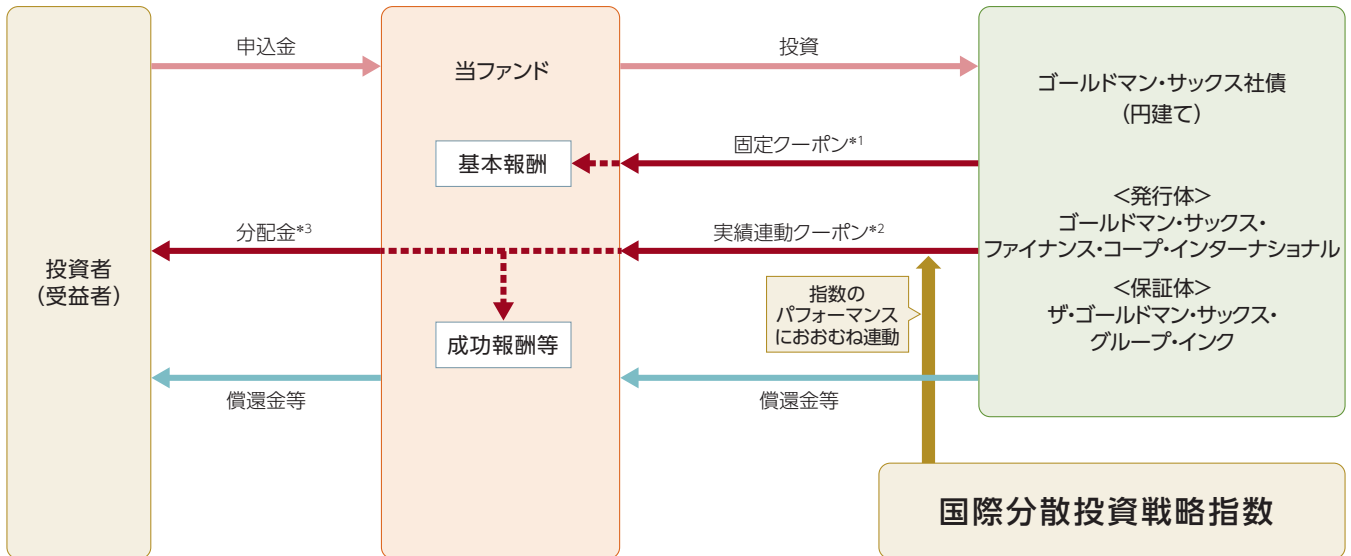 申込金
投資
当ファンド
ゴールドマン・サックス社債
(円建て)
固定クーポン*1
基本報酬
<発行体>
ゴールドマン・サックス・
ファイナンス・コープ・インターナショナル
分配金*3
実績連動クーポン*2
投資者
(受益者)
指数の
パフォーマンス
におおむね連動
<保証体>
ザ・ゴールドマン・サックス・
グループ・インク
成功報酬等
償還金等
償還金等
国際分散投資戦略指数